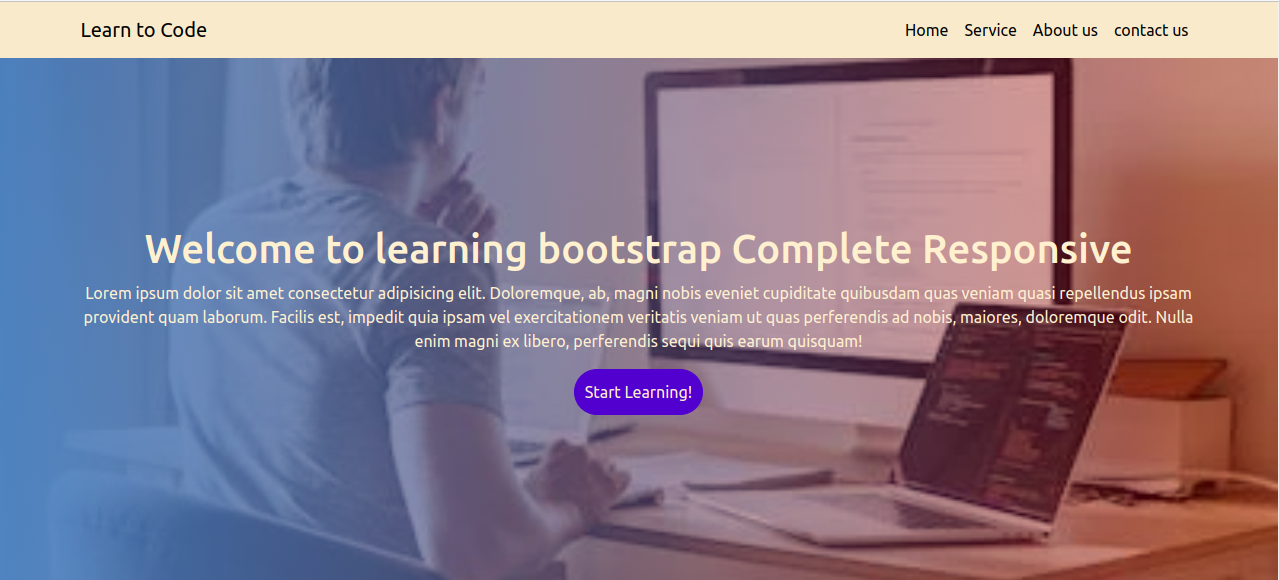 Learn to Code
Home Service About us contact us
Welcome to learning bootstrap Complete Responsive
Lorem ipsum dolor sit amet consectetur adipisicing elit. Doloremque, ab, magni nobis eveniet cupiditate quibusdam quas veniam quasi repellendus ipsam
provident quam laborum. Facilis est, impedit quia ipsam vel exercitationem veritatis veniam ut quas perferendis ad nobis, maiores, doloremque odit. Nulla
enim magni ex libero, perferendis sequi quis earum quisquam!
Start Learning!